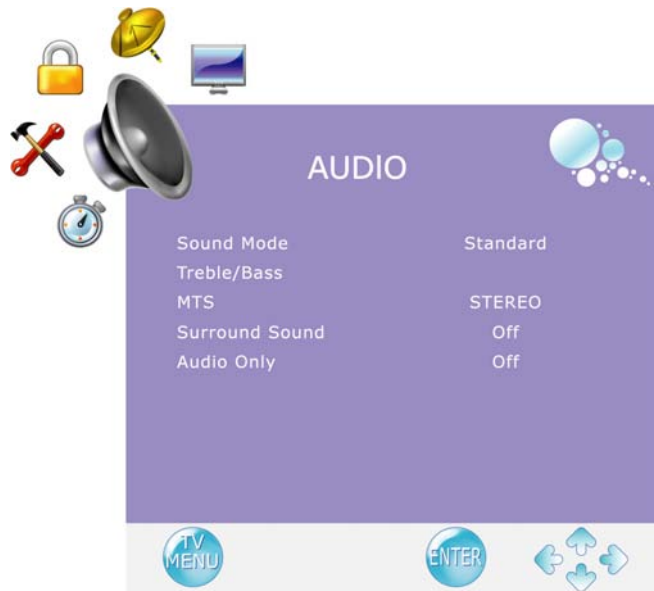 AUDIO
Sound Mode Standard
Treble/Bass
MTS STEREO
Surround Sound Off
Audio Only Off
TV
MENU
ENTER